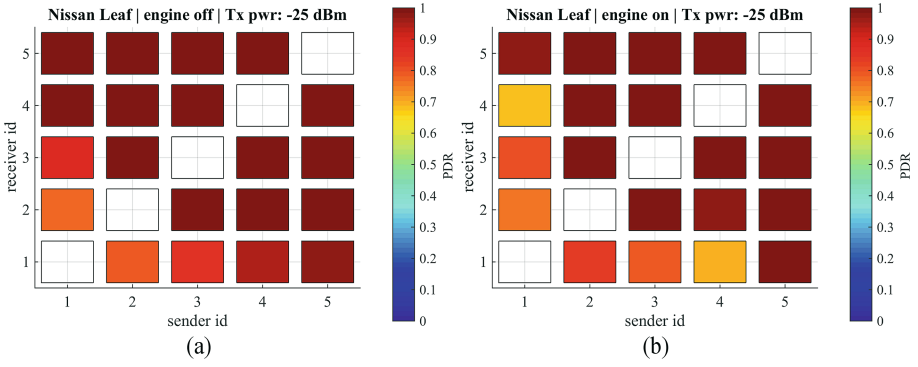 Nissan Leaf | engine off | Tx pwr: -25 dBm
receiver id
5
4
3
2
1
1 2 3 4 5
sender id
1
0.9
0.8
0.7
0.6
0.5
0.4
0.3
0.2
0.1
0
PDR
(a)
Nissan Leaf | engine on | Tx pwr: -25 dBm
receiver id
5
4
3
2
1
1 2 3 4 5
sender id
1
0.9
0.8
0.7
0.6
0.5
0.4
0.3
0.2
0.1
0
PDR
(b)